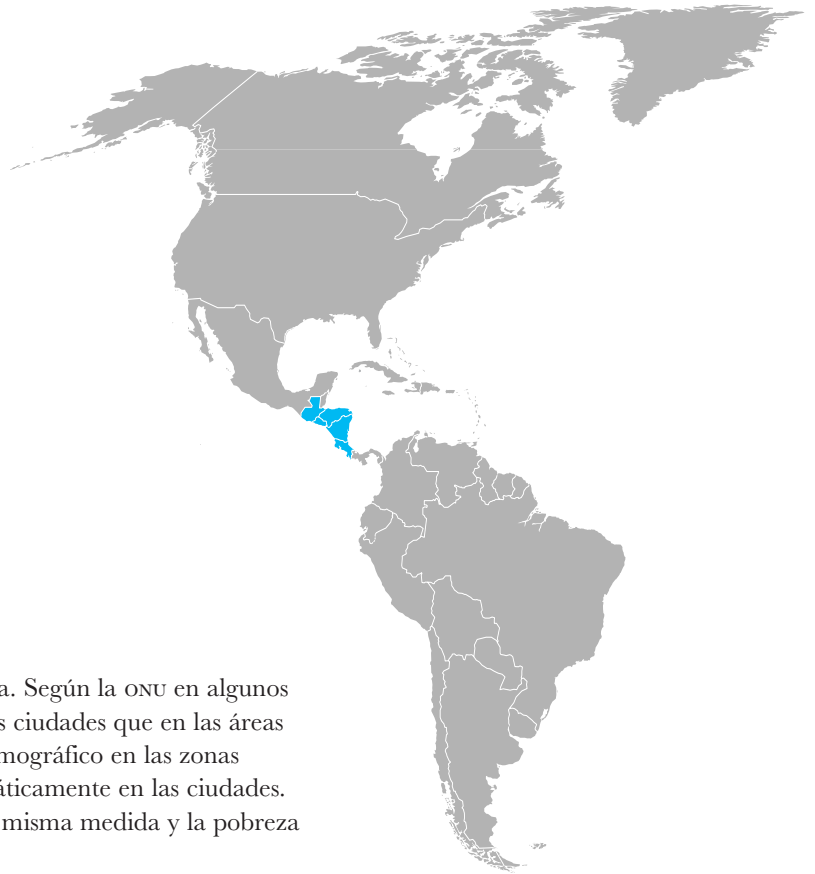 a. Según la ONU en algunos
s ciudades que en las áreas
mográfico en las zonas
áticamente en las ciudades.
misma medida y la pobreza